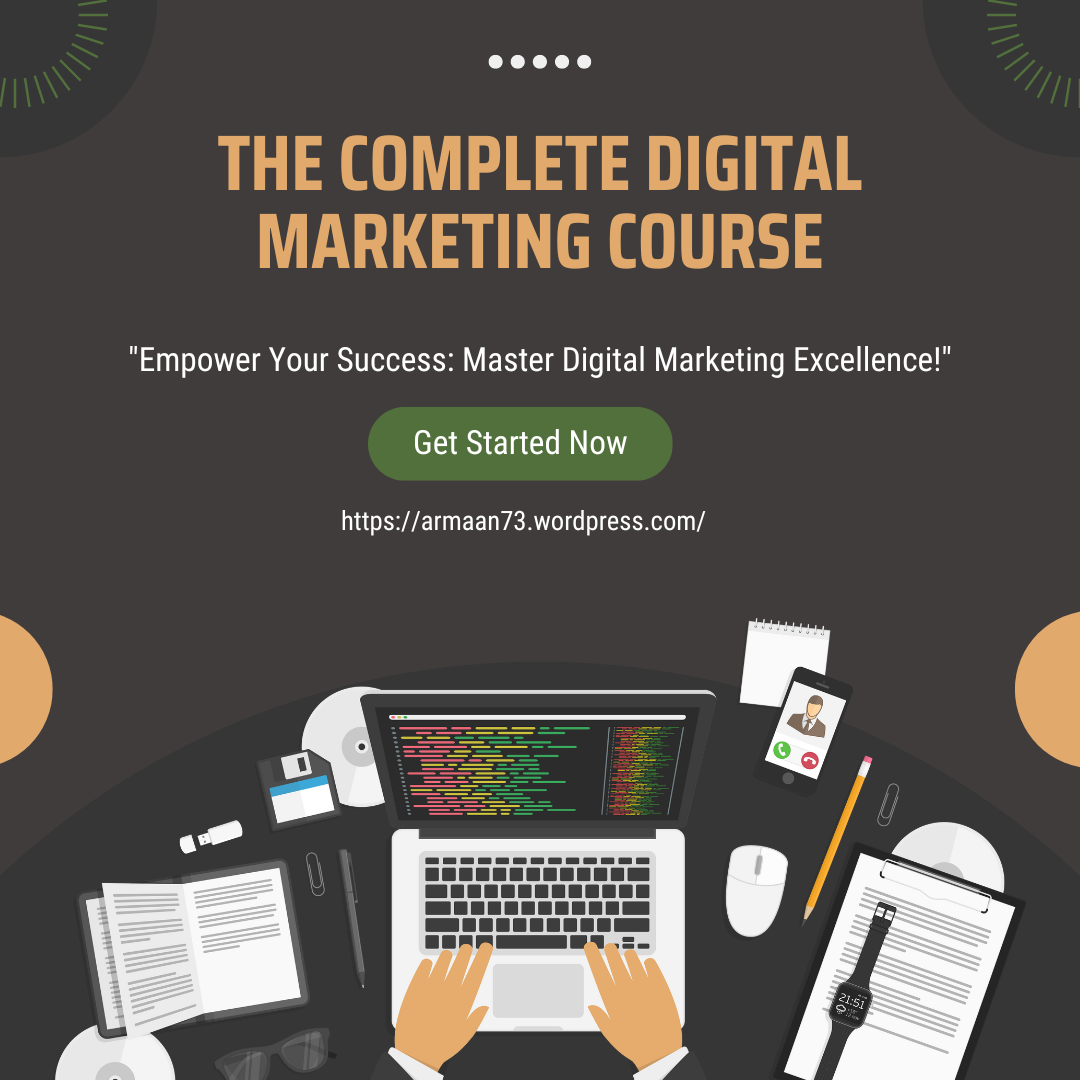 THE COMPLETE DIGITAL
MARKETING COURSE
"Empower Your Success: Master Digital Marketing Excellence!"
Get Started Now
https://armaan73.wordpress.com/
21:51